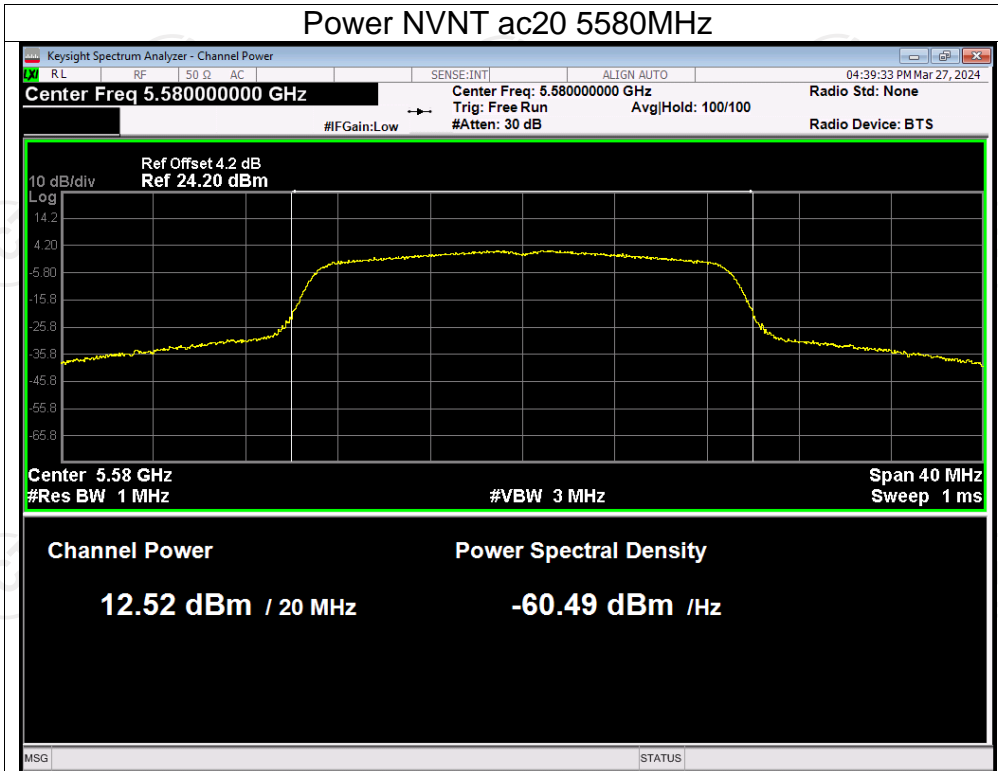 Power NVNT ac20 5580MHz
Keysight Spectrum Analyzer - Channel Power
LXI RL RF 50 Ω AC SENSE:INT ALIGN AUTO 04:39:33 PM Mar 27, 2024
Center Freq 5.580000000 GHz Center Freq: 5.580000000 GHz Radio Std: None
Trig: Free Run Avg|Hold: 100/100
#IFGain:Low #Atten: 30 dB Radio Device: BTS
Ref Offset 4.2 dB
10 dB/div Ref 24.20 dBm
Log
14.2
4.20
-5.80
-15.8
-25.8
-35.8
-45.8
-55.8
-65.8
Center 5.58 GHz Span 40 MHz
#Res BW 1 MHz #VBW 3 MHz Sweep 1 ms
Channel Power Power Spectral Density
12.52 dBm / 20 MHz -60.49 dBm /Hz
MSG STATUS